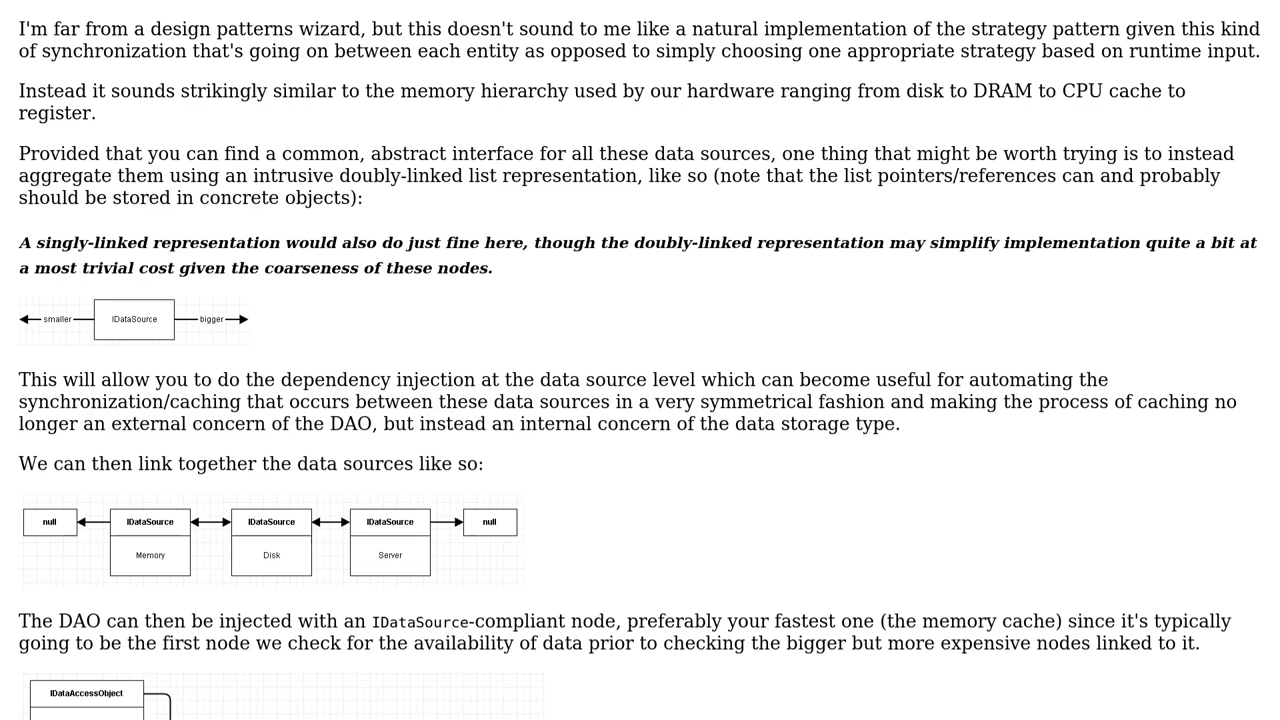 I'm far from a design patterns wizard, but this doesn't sound to me like a natural implementation of the strategy pattern given this kind
of synchronization that's going on between each entity as opposed to simply choosing one appropriate strategy based on runtime input.
Instead it sounds strikingly similar to the memory hierarchy used by our hardware ranging from disk to DRAM to CPU cache to
register.
Provided that you can find a common, abstract interface for all these data sources, one thing that might be worth trying is to instead
aggregate them using an intrusive doubly-linked list representation, like so (note that the list pointers/references can and probably
should be stored in concrete objects):
A singly-linked representation would also do just fine here, though the doubly-linked representation may simplify implementation quite a bit at
a most trivial cost given the coarseness of these nodes.
smaller IDataSource bigger
This will allow you to do the dependency injection at the data source level which can become useful for automating the
synchronization/caching that occurs between these data sources in a very symmetrical fashion and making the process of caching no
longer an external concern of the DAO, but instead an internal concern of the data storage type.
We can then link together the data sources like so:
null IDataSource IDataSource IDataSource null
Memory Disk Server
The DAO can then be injected with an IDataSource-compliant node, preferably your fastest one (the memory cache) since it's typically
going to be the first node we check for the availability of data prior to checking the bigger but more expensive nodes linked to it.
IDataAccessObject